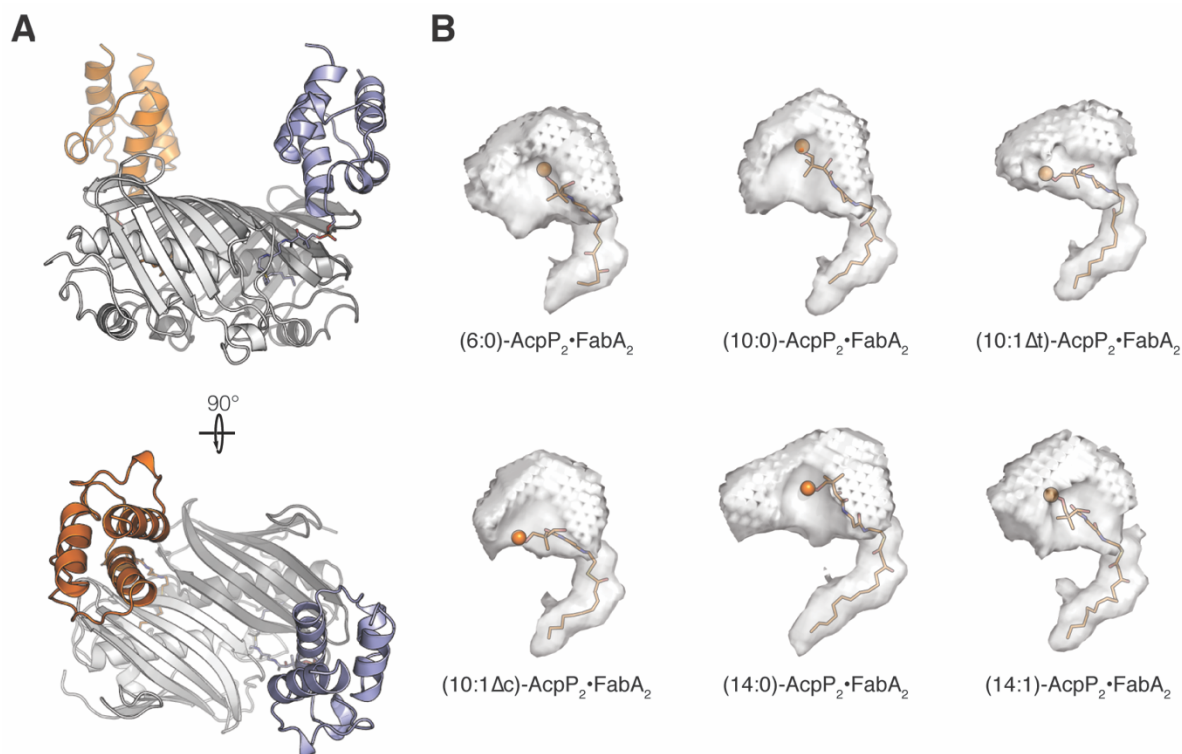 A
B
(6:0)-AcpP₂•FabA₂
(10:0)-AcpP₂•FabA₂
(10:1Δt)-AcpP₂•FabA₂
90°
(10:1Δc)-AcpP₂•FabA₂
(14:0)-AcpP₂•FabA₂
(14:1)-AcpP₂•FabA₂